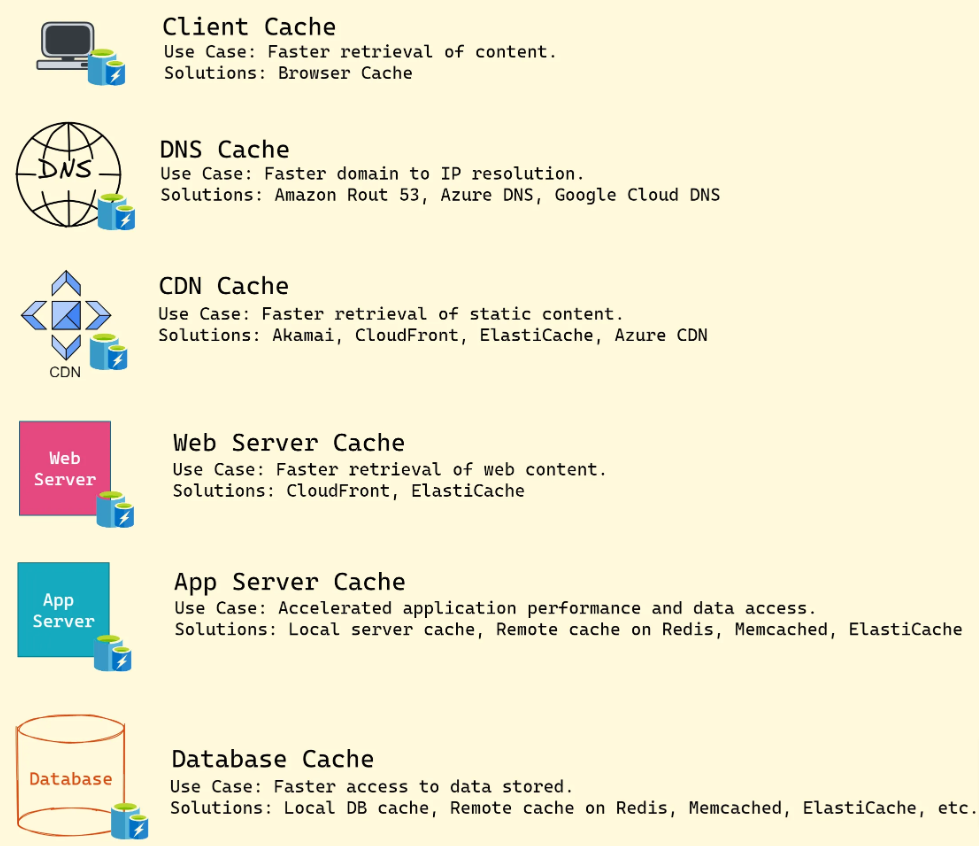 Client Cache
Use Case: Faster retrieval of content.
Solutions: Browser Cache
DNS
DNS Cache
Use Case: Faster domain to IP resolution.
Solutions: Amazon Rout 53, Azure DNS, Google Cloud DNS
CDN Cache
Use Case: Faster retrieval of static content.
Solutions: Akamai, CloudFront, ElastiCache, Azure CDN
CDN
Web
Server
Web Server Cache
Use Case: Faster retrieval of web content.
Solutions: CloudFront, ElastiCache
App
Server
App Server Cache
Use Case: Accelerated application performance and data access.
Solutions: Local server cache, Remote cache on Redis, Memcached, ElastiCache
Database
Database Cache
Use Case: Faster access to data stored.
Solutions: Local DB cache, Remote cache on Redis, Memcached, ElastiCache, etc.